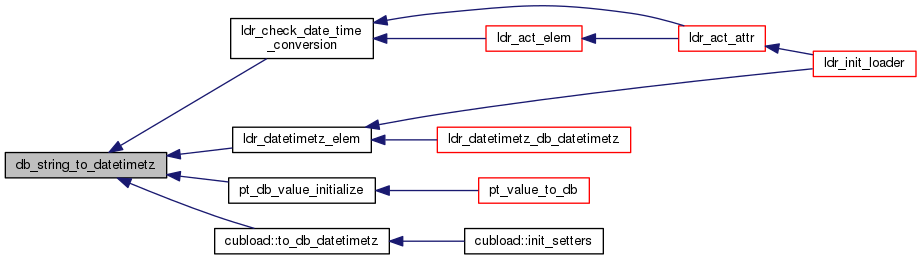 db_string_to_datetimetz
ldr_check_date_time
_conversion
ldr_act_elem
ldr_act_attr
ldr_init_loader
ldr_datetimetz_elem
ldr_datetimetz_db_datetimetz
pt_db_value_initialize
pt_value_to_db
cubload::to_db_datetimetz
cubload::init_setters